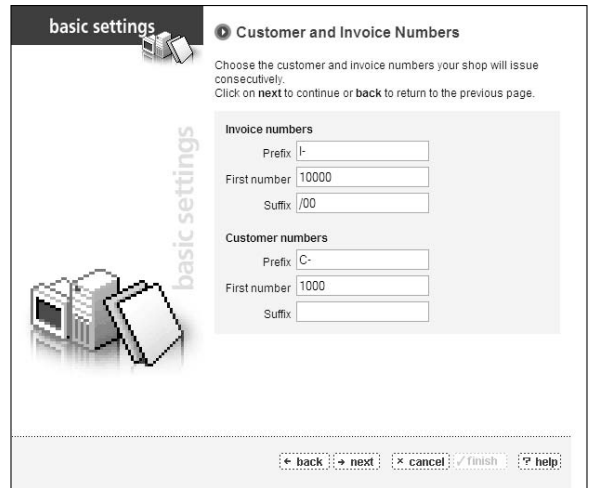 basic settings
Customer and Invoice Numbers
Choose the customer and invoice numbers your shop will issue
consecutively.
Click on next to continue or back to return to the previous page.
basic settings
Invoice numbers
Prefix I-
First number 10000
Suffix /00
Customer numbers
Prefix C-
First number 1000
Suffix
← back → next × cancel ✓ finish ? help